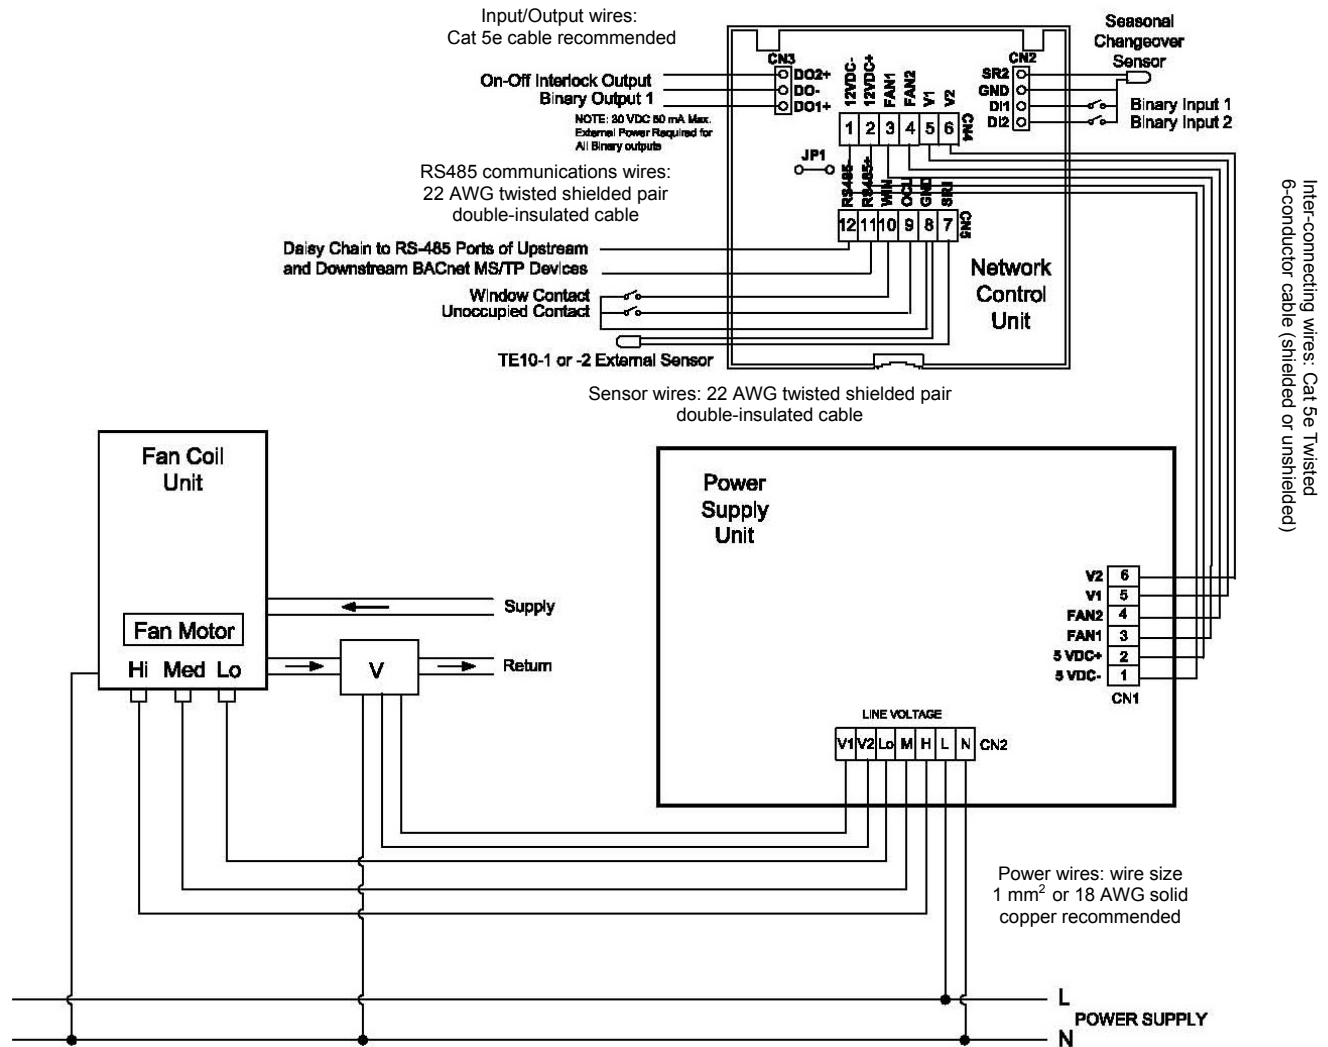 Input/Output wires:
Cat 5e cable recommended
On-Off Interlock Output
Binary Output 1
NOTE: 30 VDC 50 mA Max.
External Power Required for
All Binary outputs
CN3
DO2+
DO-
DO1+
12VDC-
12VDC+
FAN1
FAN2
V1
V2
1 2 3 4 5 6
CN4
CN2
SR2
GND
DI1
DI2
Seasonal
Changeover
Sensor
Binary Input 1
Binary Input 2
JP1
RS485 communications wires:
22 AWG twisted shielded pair
double-insulated cable
RS485-
RS485+
WIN
OCU
GND
SRI
12 11 10 9 8 7
CN5
Daisy Chain to RS-485 Ports of Upstream
and Downstream BACnet MS/TP Devices
Window Contact
Unoccupied Contact
TE10-1 or -2 External Sensor
Network
Control
Unit
Sensor wires: 22 AWG twisted shielded pair
double-insulated cable
Inter-connecting wires: Cat 5e Twisted
6-conductor cable (shielded or unshielded)
Fan Coil
Unit
Fan Motor
Hi Med Lo
Supply
Return
V
Power
Supply
Unit
V2 6
V1 5
FAN2 4
FAN1 3
5 VDC+ 2
5 VDC- 1
CN1
LINE VOLTAGE
V1 V2 Lo M H L N CN2
Power wires: wire size
1 mm² or 18 AWG solid
copper recommended
L
POWER SUPPLY
N